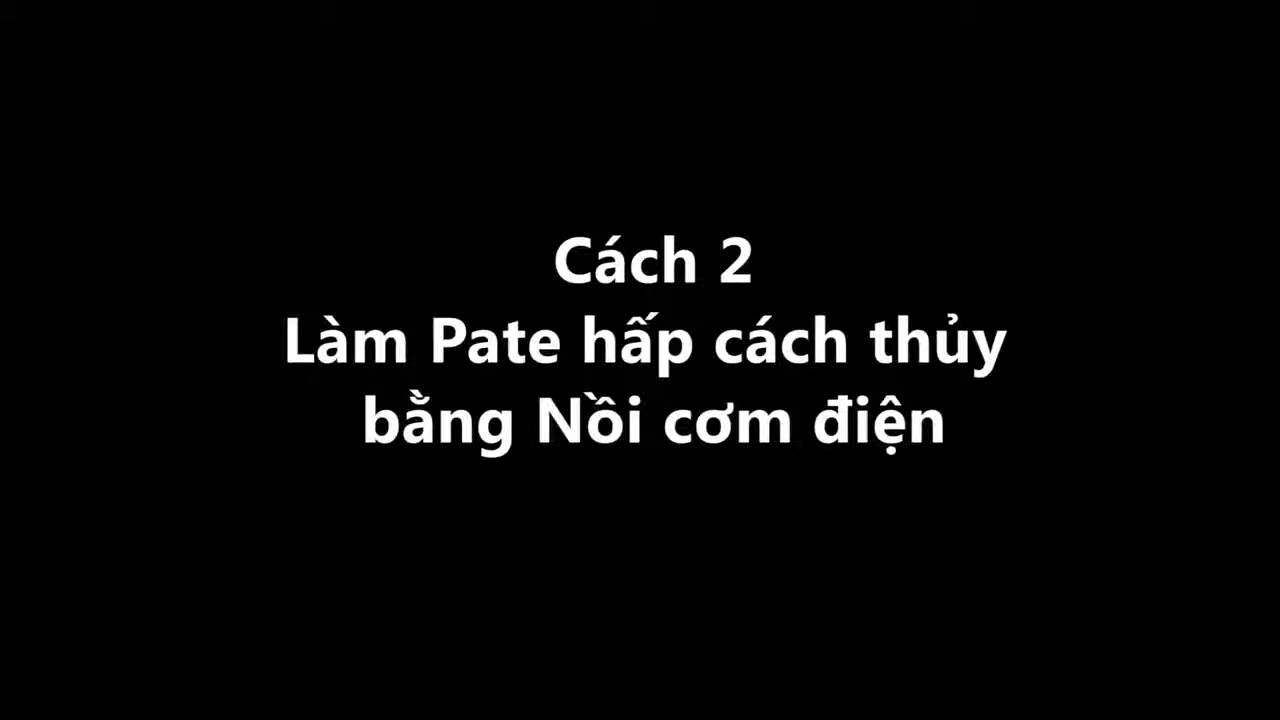 Cách 2
Làm Pate hấp cách thủy
bằng Nồi cơm điện